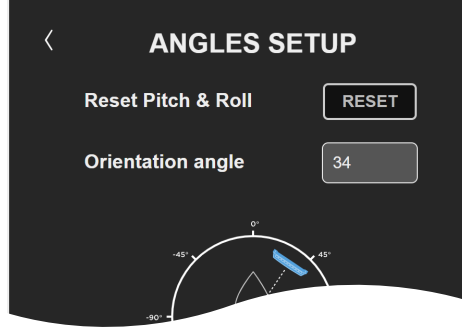 ANGLES SETUP
Reset Pitch & Roll RESET
Orientation angle 34
0°
-45° 45°
-90°